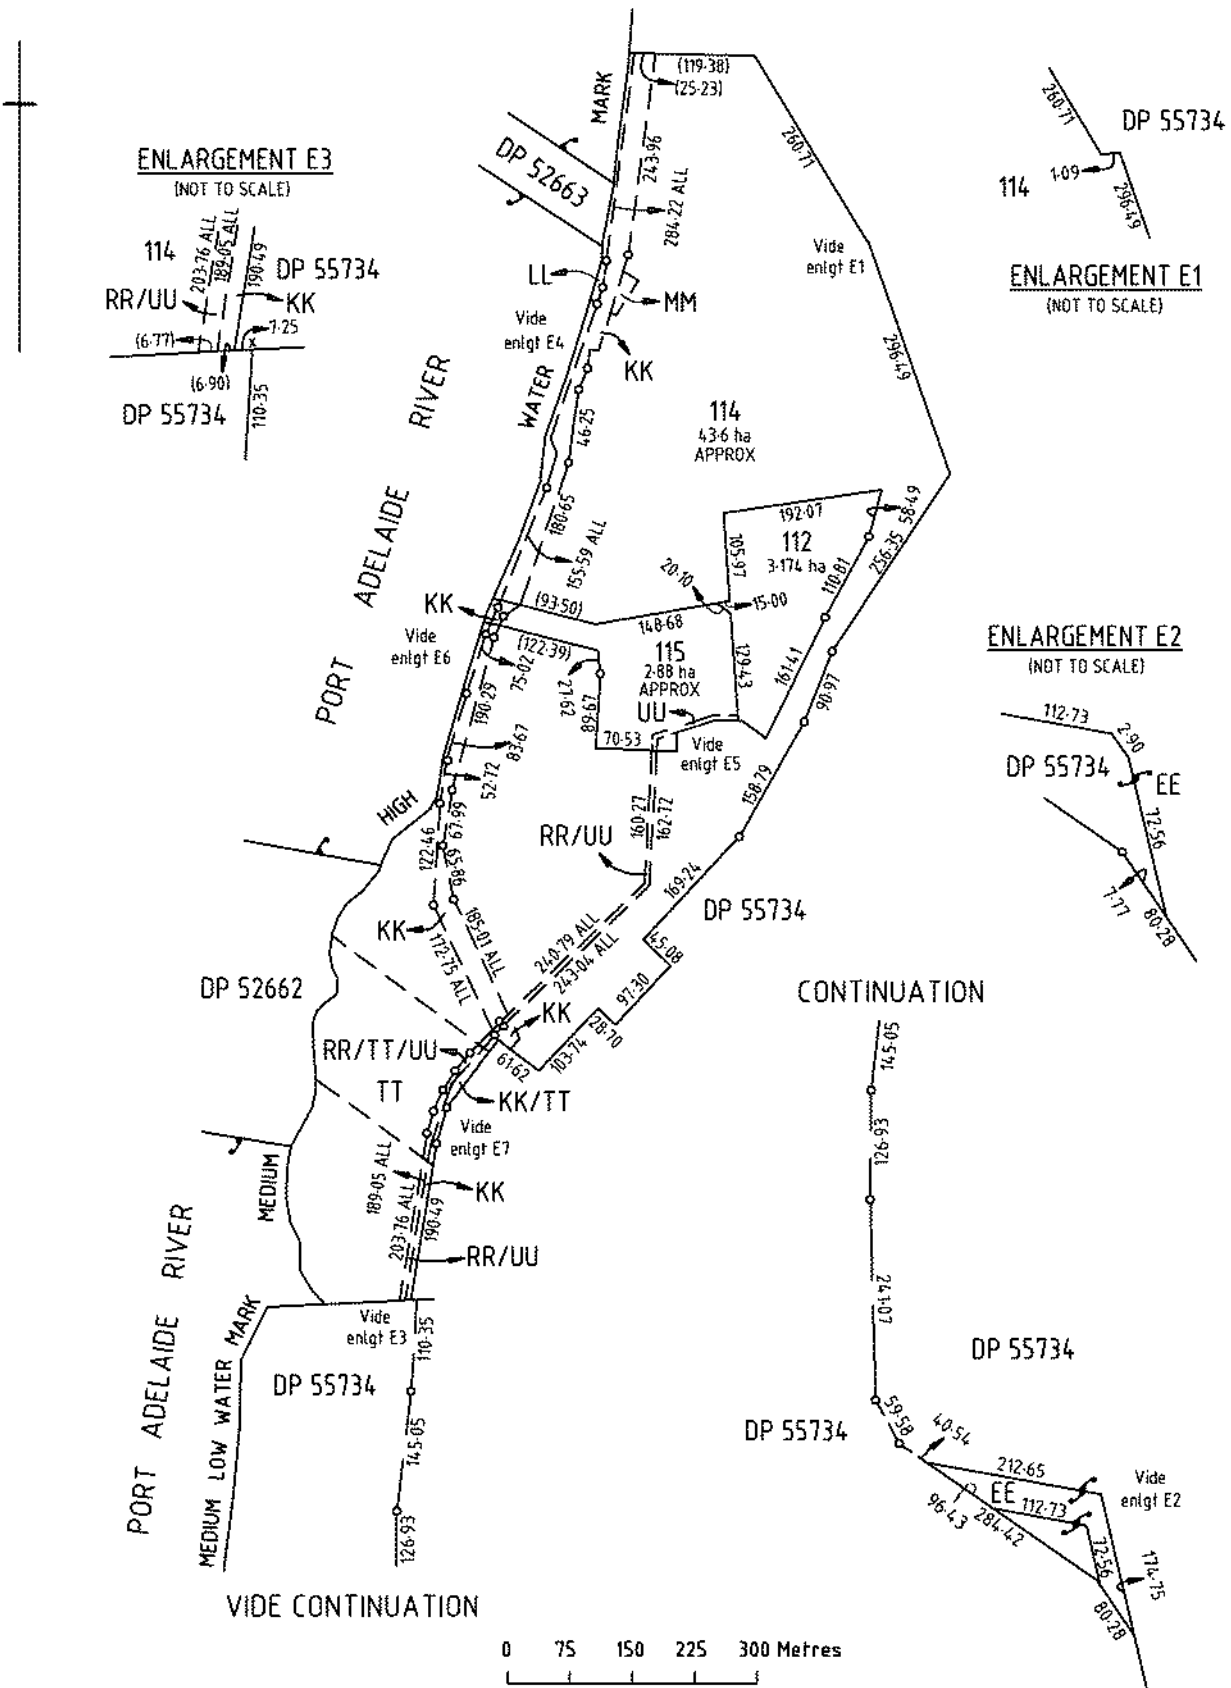 ENLARGEMENT E3
(NOT TO SCALE)
114
203·76 ALL
189·05 ALL
190·49
DP 55734
RR/UU
KK
7·25
(6·77)
(6·90)
DP 55734
110·35
MARK
(119·38)
(25·23)
DP 52663
243·96
284·22 ALL
260·71
Vide
enlgt E1
LL
MM
Vide
enlgt E4
KK
WATER
296·49
260·71
DP 55734
1·09
114
296·49
ENLARGEMENT E1
(NOT TO SCALE)
PORT ADELAIDE RIVER
46·25
114
43·6 ha
APPROX
180·65
155·59 ALL
192·07
58·49
112
3·174 ha
105·97
110·81
256·35
20·10
15·00
KK
(93·50)
148·68
Vide
enlgt E6
(122·39)
115
2·88 ha
APPROX
129·43
161·41
75·02
27·62
89·67
190·29
UU
90·97
70·53
Vide
enlgt E5
83·67
52·72
158·79
HIGH
67·99
122·46
98·59
160·27
162·72
RR/UU
169·24
DP 55734
KK
185·01 ALL
172·75 ALL
240·79 ALL
243·04 ALL
45·08
97·30
DP 52662
KK
28·70
103·74
61·62
RR/TT/UU
TT
KK/TT
Vide
enlgt E7
MEDIUM
189·05 ALL
KK
203·76 ALL
190·49
RR/UU
PORT ADELAIDE RIVER
Vide
enlgt E3
110·35
MEDIUM LOW WATER MARK
DP 55734
145·05
126·93
VIDE CONTINUATION
ENLARGEMENT E2
(NOT TO SCALE)
112·73
2·90
DP 55734
EE
72·56
7·77
80·28
CONTINUATION
145·05
126·93
241·07
DP 55734
59·58
DP 55734
40·54
212·65
Vide
enlgt E2
EE
112·73
96·43
284·42
72·56
174·75
80·28
0 75 150 225 300 Metres